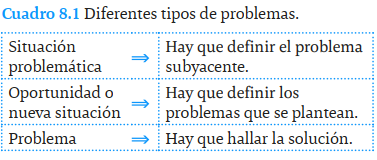 Cuadro 8.1 Diferentes tipos de problemas.
Situación ⇒ Hay que definir el problema
problemática subyacente.
Oportunidad o ⇒ Hay que definir los
nueva situación problemas que se plantean.
Problema ⇒ Hay que hallar la solución.